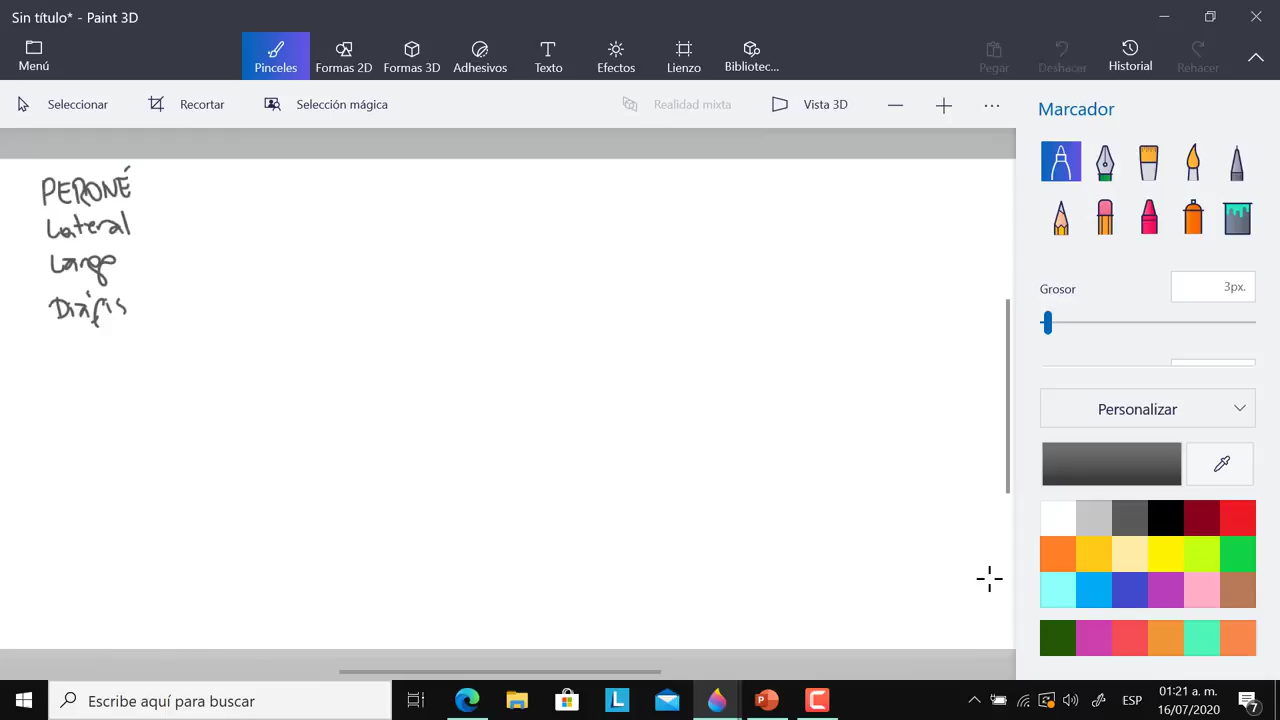 Sin título* - Paint 3D
Menú
Pinceles
Formas 2D
Formas 3D
Adhesivos
Texto
Efectos
Lienzo
Bibliotec...
Pegar
Deshacer
Historial
Rehacer
Seleccionar
Recortar
Selección mágica
Realidad mixta
Vista 3D
Marcador
PERONÉ
Lateral
Largo
Diáfis
Grosor
3px.
Personalizar
Escribe aquí para buscar
L
ESP
01:21 a. m.
16/07/2020
7